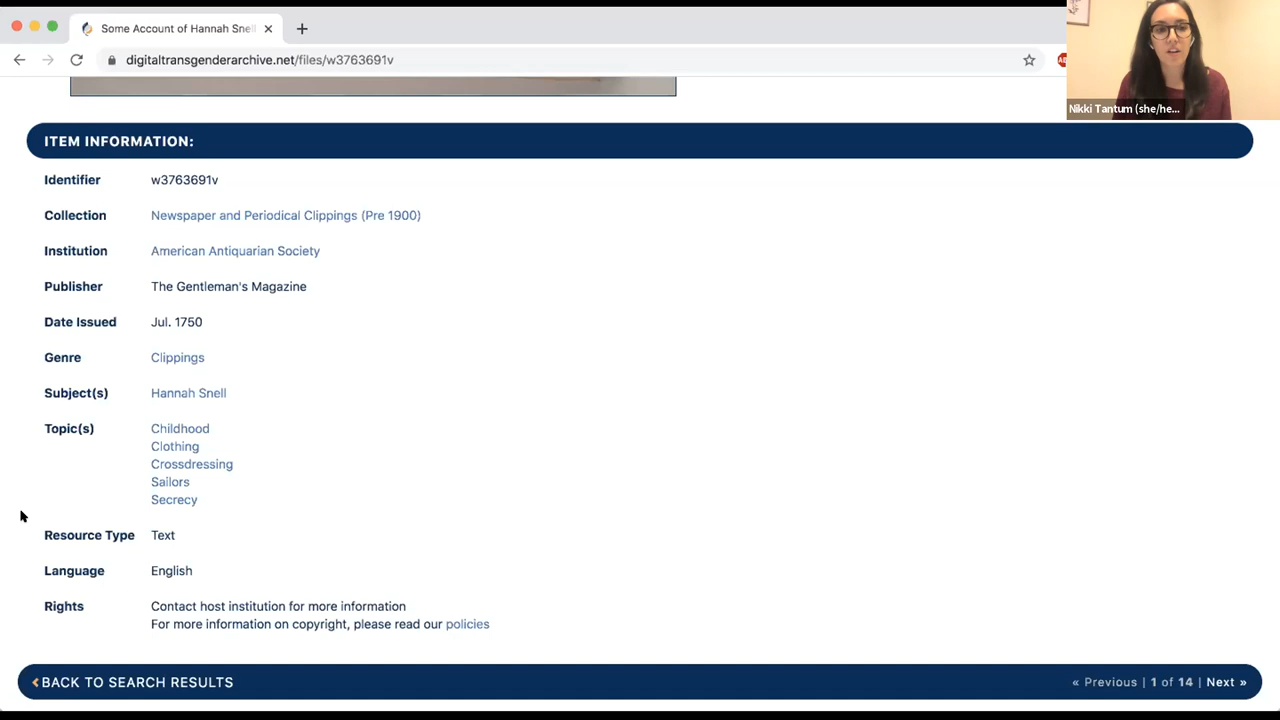 Some Account of Hannah Snell
digitaltransgenderarchive.net/files/w3763691v
Nikki Tantum (she/he...
ITEM INFORMATION:
Identifier w3763691v
Collection Newspaper and Periodical Clippings (Pre 1900)
Institution American Antiquarian Society
Publisher The Gentleman's Magazine
Date Issued Jul. 1750
Genre Clippings
Subject(s) Hannah Snell
Topic(s) Childhood
Clothing
Crossdressing
Sailors
Secrecy
Resource Type Text
Language English
Rights Contact host institution for more information
For more information on copyright, please read our policies
BACK TO SEARCH RESULTS « Previous | 1 of 14 | Next »